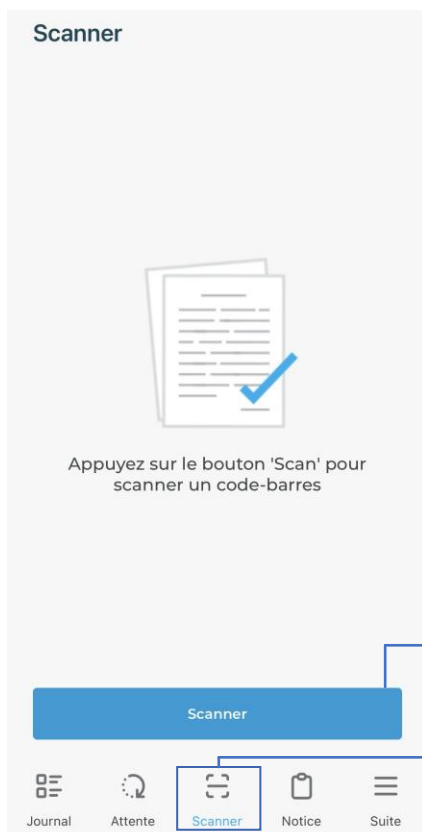 Scanner
Appuyez sur le bouton 'Scan' pour
scanner un code-barres
Scanner
Journal Attente Scanner Notice Suite